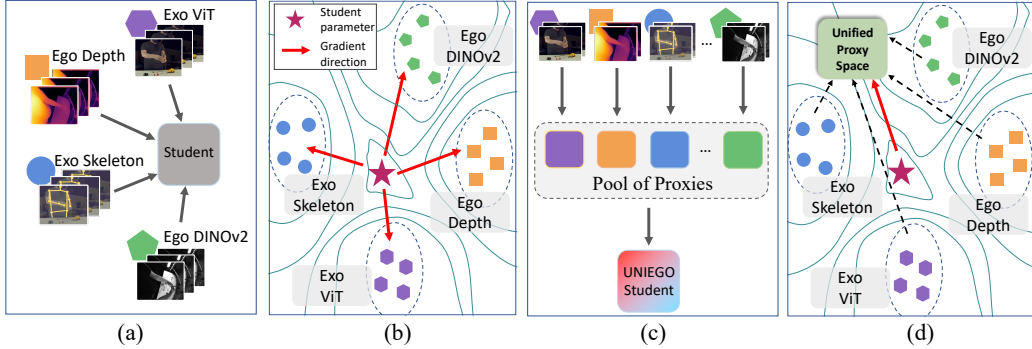 Exo ViT
Ego Depth
Student
Exo Skeleton
Ego DINOv2
(a)
Student
parameter
Gradient
direction
Ego
DINOv2
Exo
Skeleton
Ego
Depth
Exo
ViT
(b)
...
...
Pool of Proxies
UNIEGO
Student
(c)
Unified
Proxy
Space
Ego
DINOv2
Exo
Skeleton
Ego
Depth
Exo
ViT
(d)